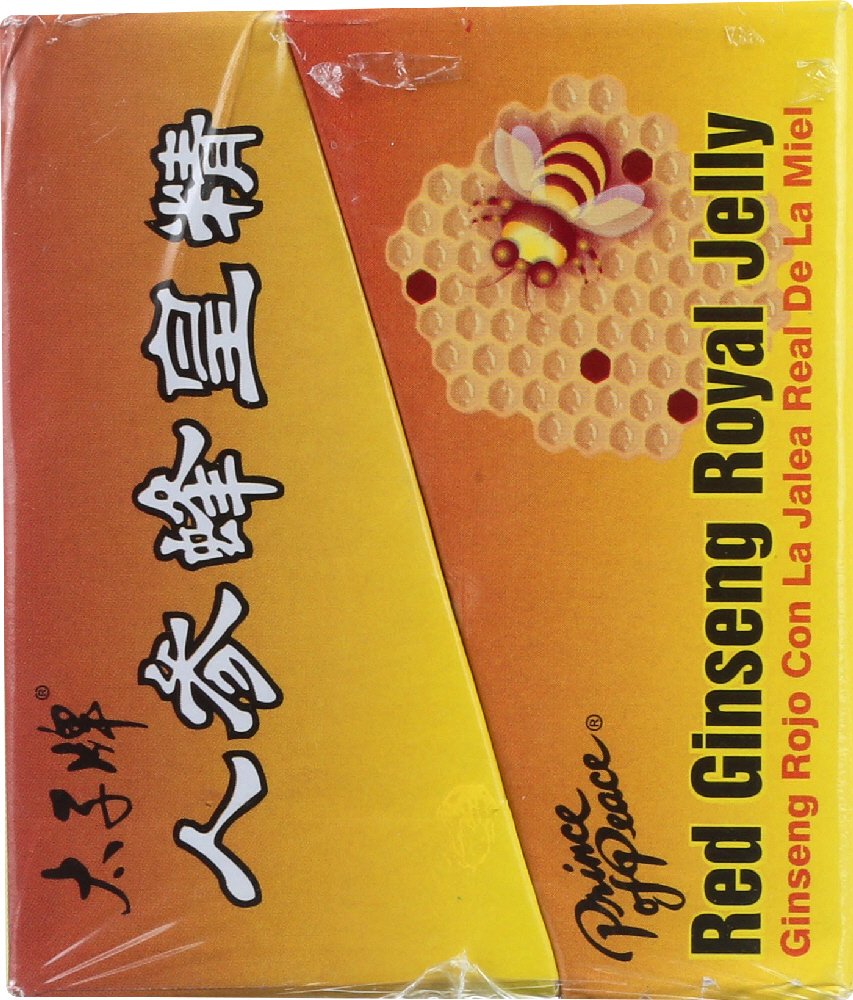 太子牌®
人参蜂皇精
Prince of Peace®
Red Ginseng Royal Jelly
Ginseng Rojo Con La Jalea Real De La Miel